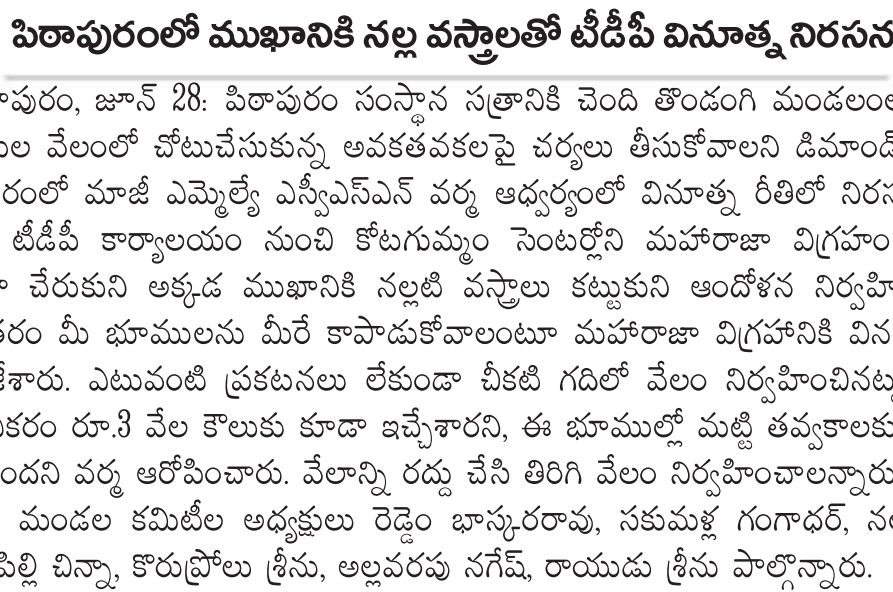 పిఠాపురంలో ముఖానికి నల్ల వస్త్రాలతో టీడీపీ వినూత్న నిరసన
పురం, జూన్ 28: పిఠాపురం సంస్థాన సత్రానికి చెంది తొండంగి మండలం
వేలంలో చోటుచేసుకున్న అవకతవకలపై చర్యలు తీసుకోవాలని డిమాండ్
రంలో మాజీ ఎమ్మెల్యే ఎస్వీఎస్ఎన్ వర్మ ఆధ్వర్యంలో వినూత్న రీతిలో నిరస
టీడీపీ కార్యాలయం నుంచి కోటగుమ్మం సెంటర్లోని మహారాజా విగ్రహం
చేరుకుని అక్కడ ముఖానికి నల్లటి వస్త్రాలు కట్టుకుని ఆందోళన నిర్వహి
తరం మీ భూములను మీరే కాపాడుకోవాలంటూ మహారాజా విగ్రహానికి విన
జేశారు. ఎటువంటి ప్రకటనలు లేకుండా చీకటి గదిలో వేలం నిర్వహించినట్టు
కరం రూ.3 వేల కౌలుకు కూడా ఇచ్చేశారని, ఈ భూముల్లో మట్టి తవ్వకాలకు
ందని వర్మ ఆరోపించారు. వేలాన్ని రద్దు చేసి తిరిగి వేలం నిర్వహించాలన్నారు
మండల కమిటీల అధ్యక్షులు రెడ్డెం భాస్కరరావు, సకుమళ్ల గంగాధర్,
పిల్లి చిన్నా, కొరుప్రోలు శ్రీను, అల్లవరపు నగేష్, రాయుడు శ్రీను పాల్గొన్నారు.